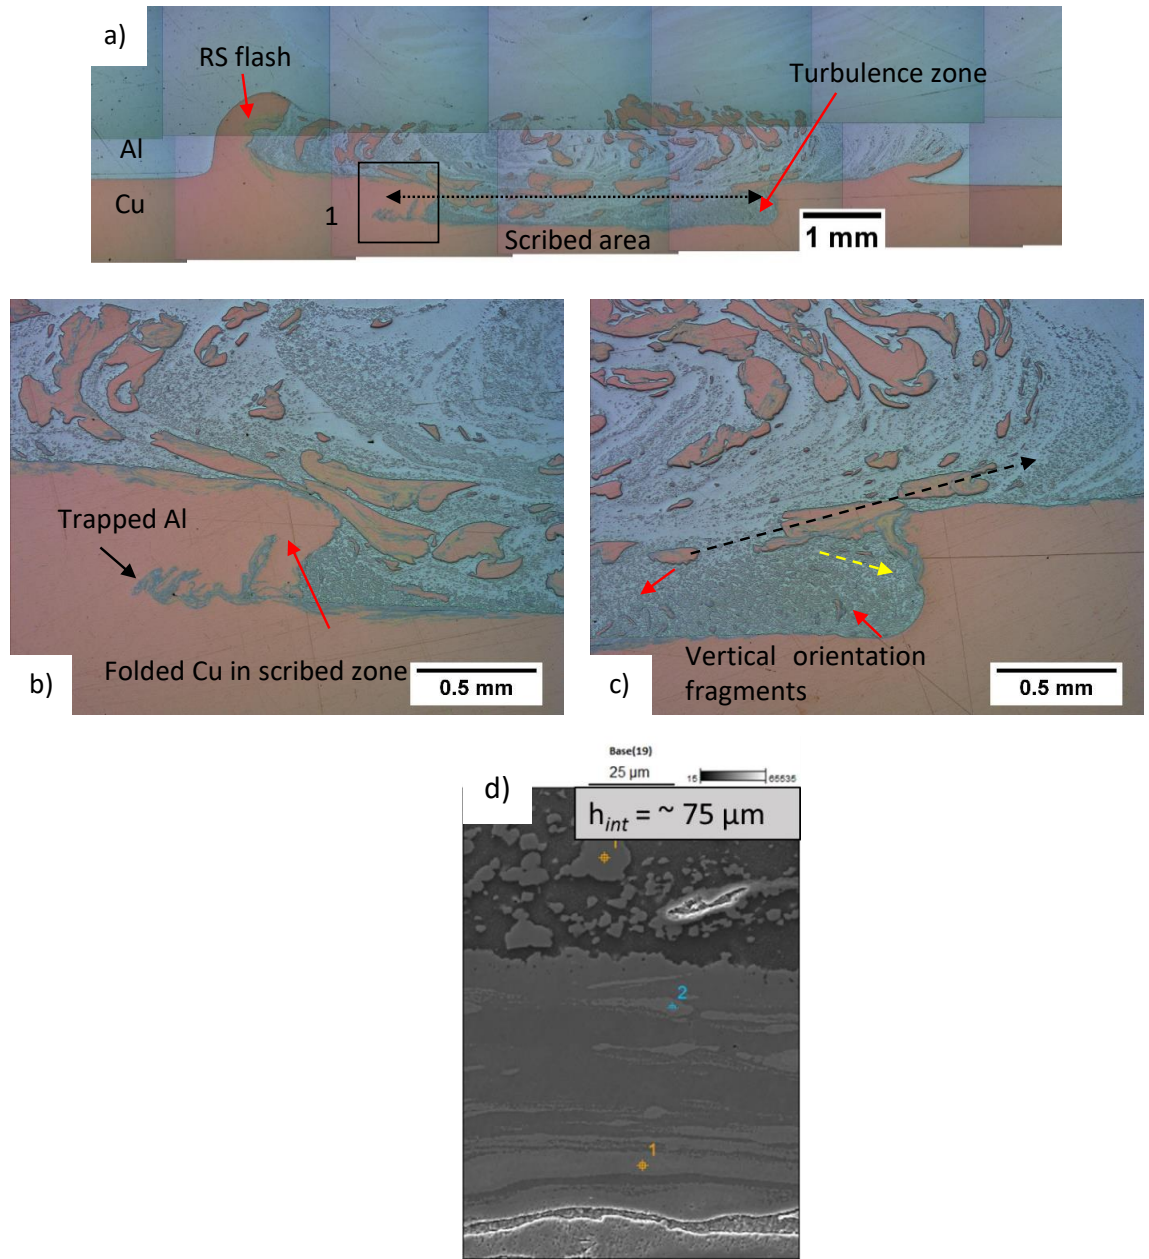 a)
RS flash
Turbulence zone
Al
Cu
1
Scribed area
1 mm
Trapped Al
Folded Cu in scribed zone
b)
0.5 mm
Vertical orientation
fragments
c)
0.5 mm
Base(19)
25 µm
15
65535
d)
h_int = ~ 75 µm
2
1